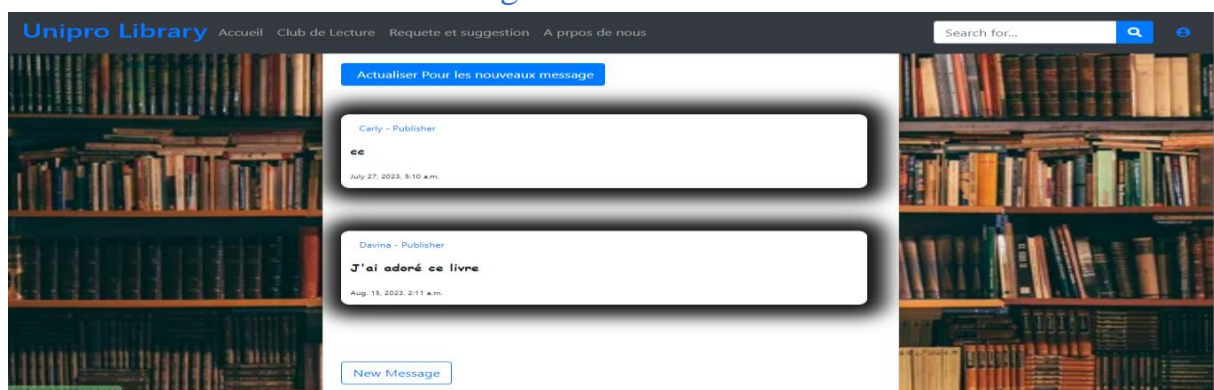 Unipro Library Accueil Club de Lecture Requete et suggestion A prpos de nous Search for...
Actualiser Pour les nouveaux message
Carly - Publisher
cc
July 27, 2023, 5:10 a.m.
Davina - Publisher
J'ai adoré ce livre
Aug. 15, 2023, 2:11 a.m.
New Message